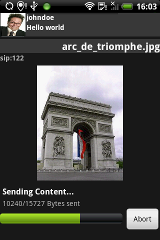 16:03
johndoe
Hello world
arc_de_triomphe.jpg
sip:122
Sending Content...
10240/15727 Bytes sent
Abort